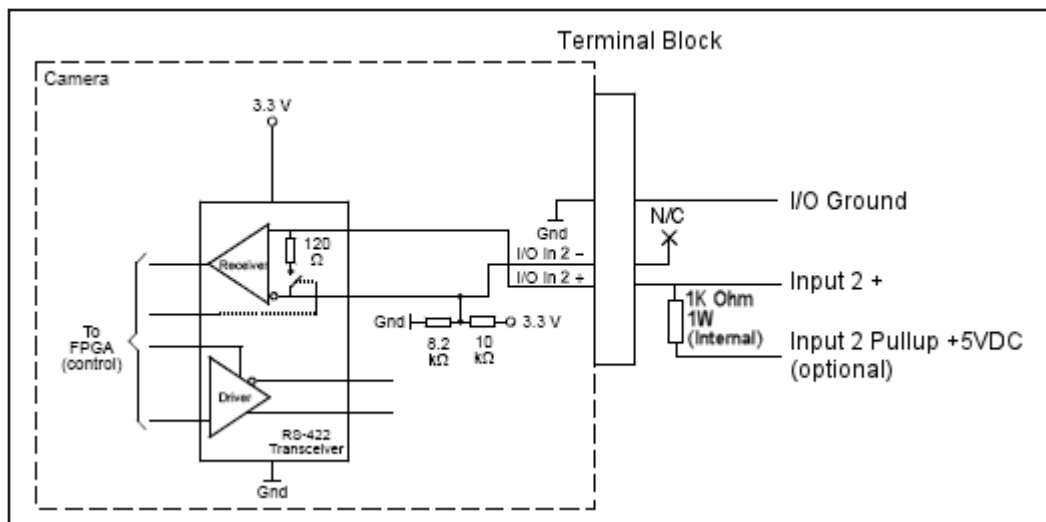 Terminal Block
Camera
3.3 V
I/O Ground
N/C
120
Ω
Gnd
Receiver
I/O In 2 –
I/O In 2 +
Input 2 +
1K Ohm
1W
(Internal)
Gnd
3.3 V
8.2
kΩ
10
kΩ
To
FPGA
(control)
Input 2 Pullup +5VDC
(optional)
Driver
RS-422
Transceiver
Gnd